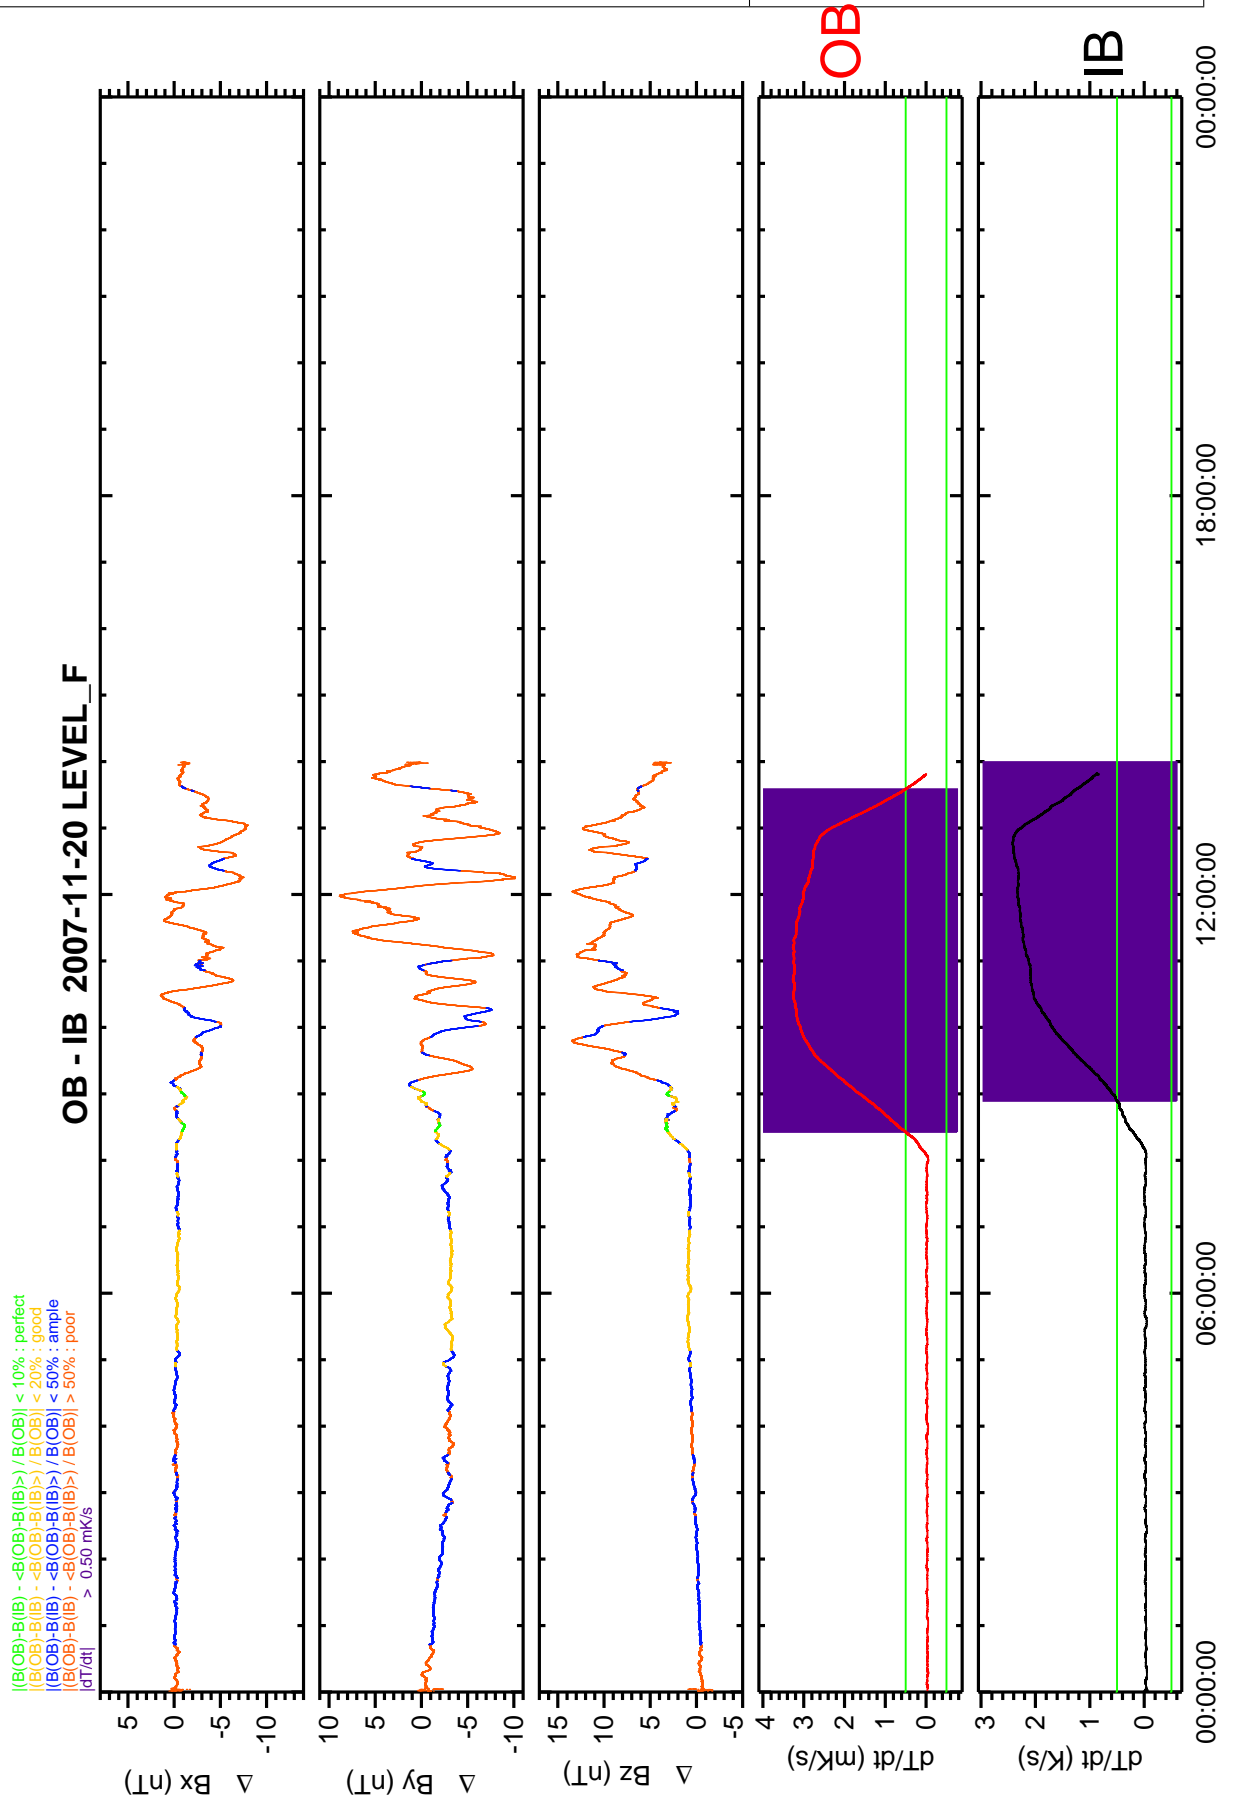 |(B(OB)-B(IB) - <B(OB)-B(IB)>) / B(OB)| < 10% : perfect
|(B(OB)-B(IB) - <B(OB)-B(IB)>) / B(OB)| < 20% : good
|(B(OB)-B(IB) - <B(OB)-B(IB)>) / B(OB)| < 50% : ample
|(B(OB)-B(IB) - <B(OB)-B(IB)>) / B(OB)| > 50% : poor
|dT/dt| > 0.50 mK/s
OB - IB 2007-11-20 LEVEL_F
Δ Bx (nT)
5
0
-5
-10
Δ By (nT)
10
5
0
-5
-10
Δ Bz (nT)
15
10
5
0
-5
dT/dt (mK/s)
4
3
2
1
0
OB
dT/dt (K/s)
3
2
1
0
IB
00:00:00
06:00:00
12:00:00
18:00:00
00:00:00